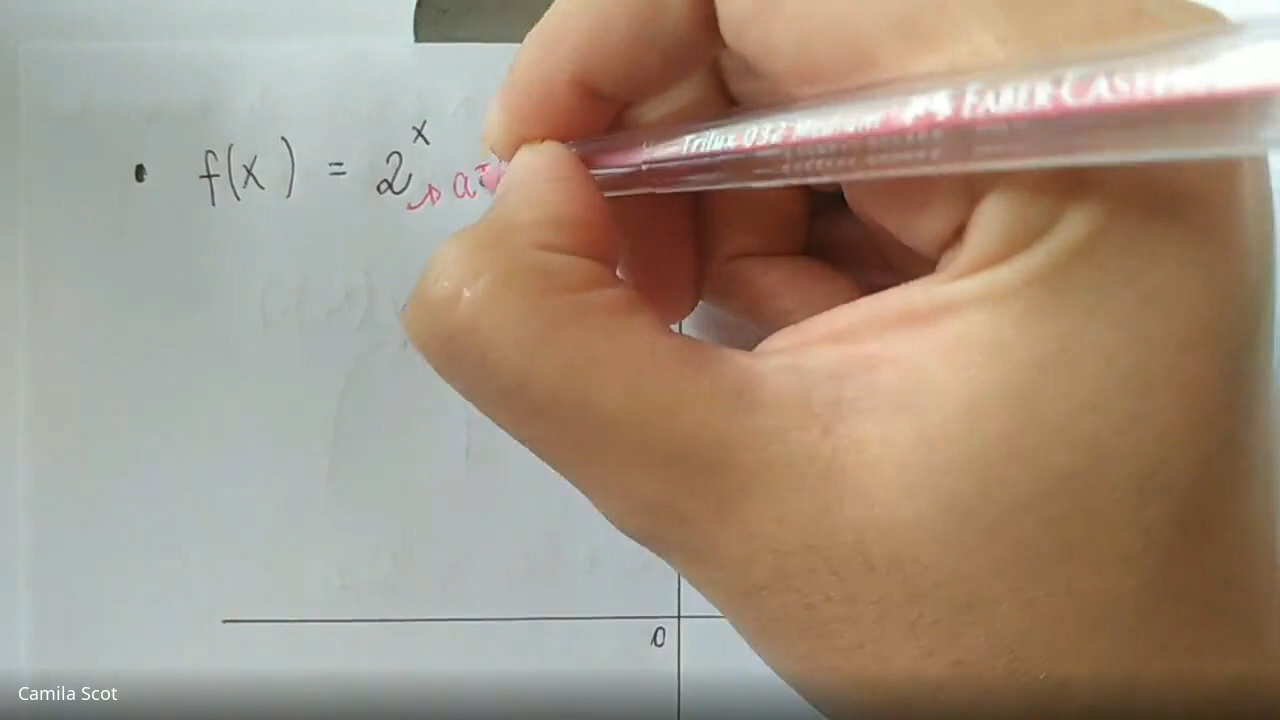 Trilux 032 Medium FABER-CASTELL
• f(x) = 2ˣ → a =
0
Camila Scot